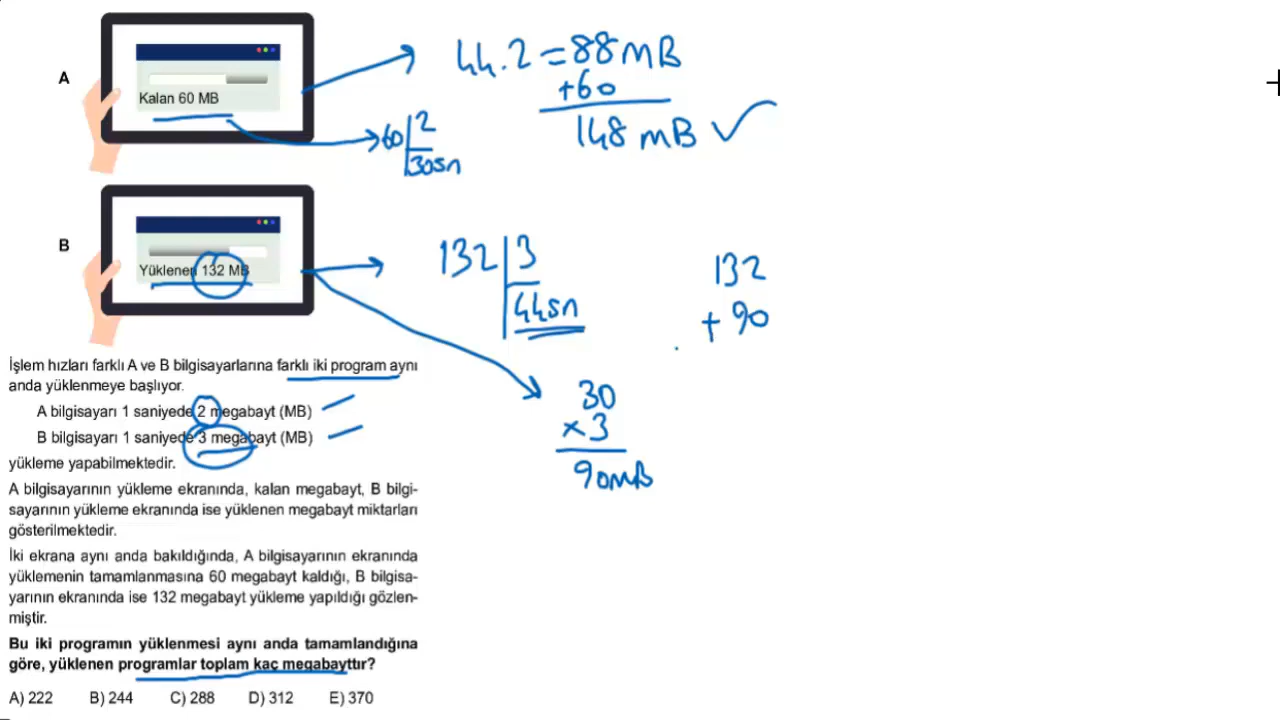 A
Kalan 60 MB
44.2=88MB
+60
148 MB
60 2
30sn
B
Yüklenen 132 MB
132 3
44sn
132
+ 90
30
x 3
90MB
İşlem hızları farklı A ve B bilgisayarlarına farklı iki program aynı
anda yüklenmeye başlıyor.
A bilgisayarı 1 saniyede 2 megabayt (MB)
B bilgisayarı 1 saniyede 3 megabayt (MB)
yükleme yapabilmektedir.
A bilgisayarının yükleme ekranında, kalan megabayt, B bilgi-
sayarının yükleme ekranında ise yüklenen megabayt miktarları
gösterilmektedir.
İki ekrana aynı anda bakıldığında, A bilgisayarının ekranında
yüklemenin tamamlanmasına 60 megabayt kaldığı, B bilgisa-
yarının ekranında ise 132 megabayt yükleme yapıldığı gözlen-
miştir.
Bu iki programın yüklenmesi aynı anda tamamlandığına
göre, yüklenen programlar toplam kaç megabayttır?
A) 222 B) 244 C) 288 D) 312 E) 370